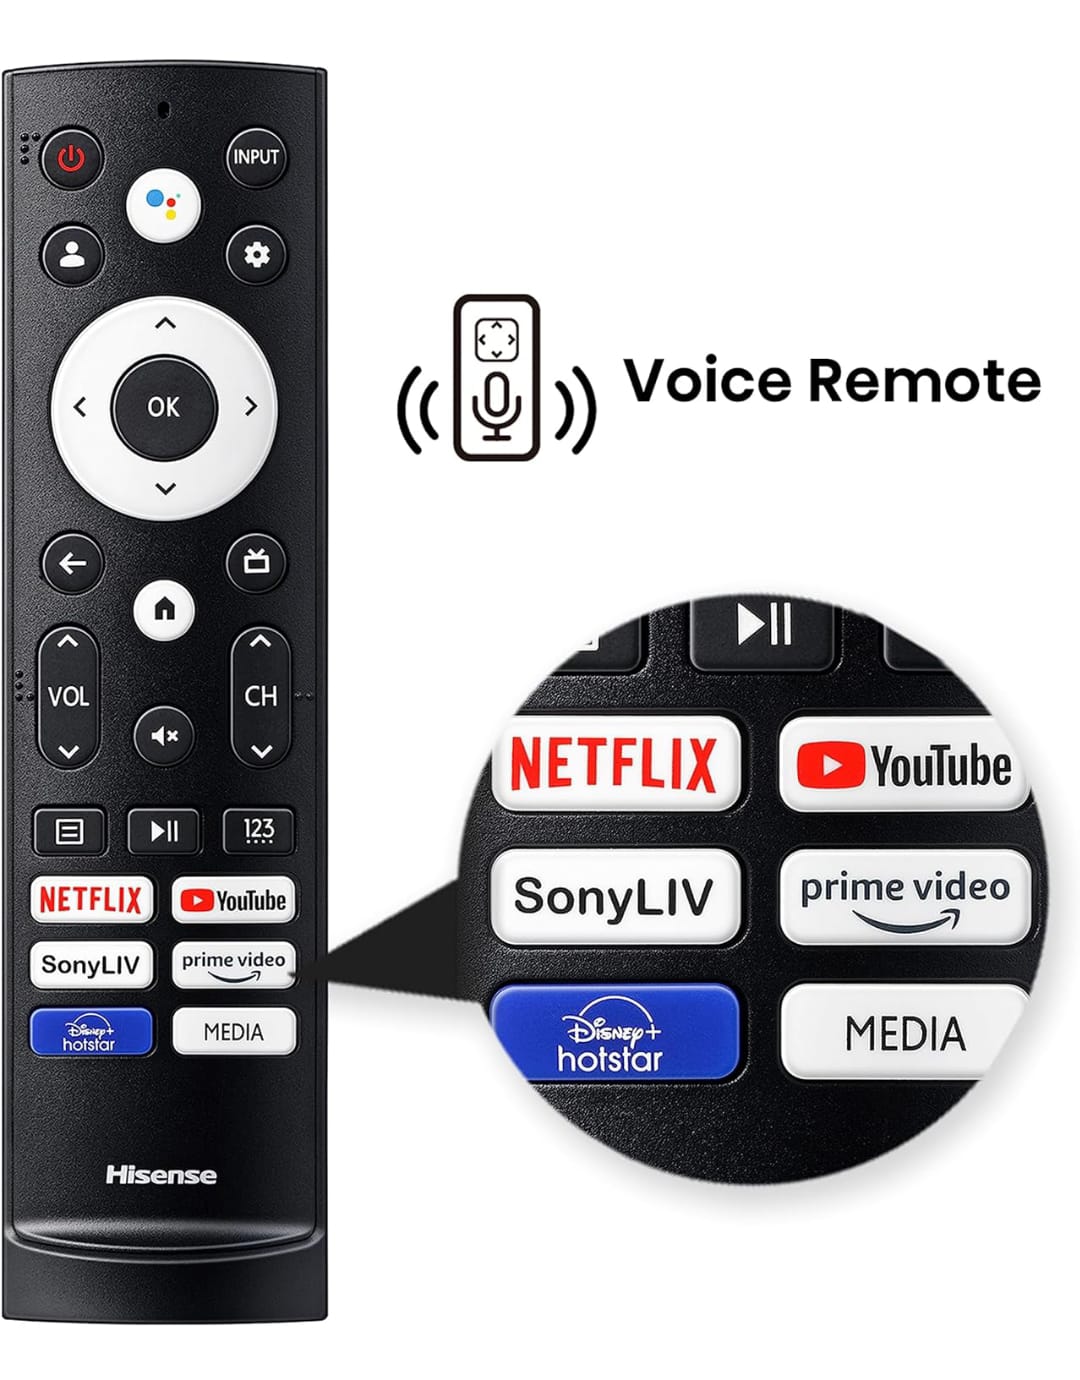 INPUT
OK
VOL
CH
123
NETFLIX
YouTube
SonyLIV
prime video
Disney+
hotstar
MEDIA
Hisense
Voice Remote
NETFLIX
YouTube
SonyLIV
prime video
Disney+
hotstar
MEDIA